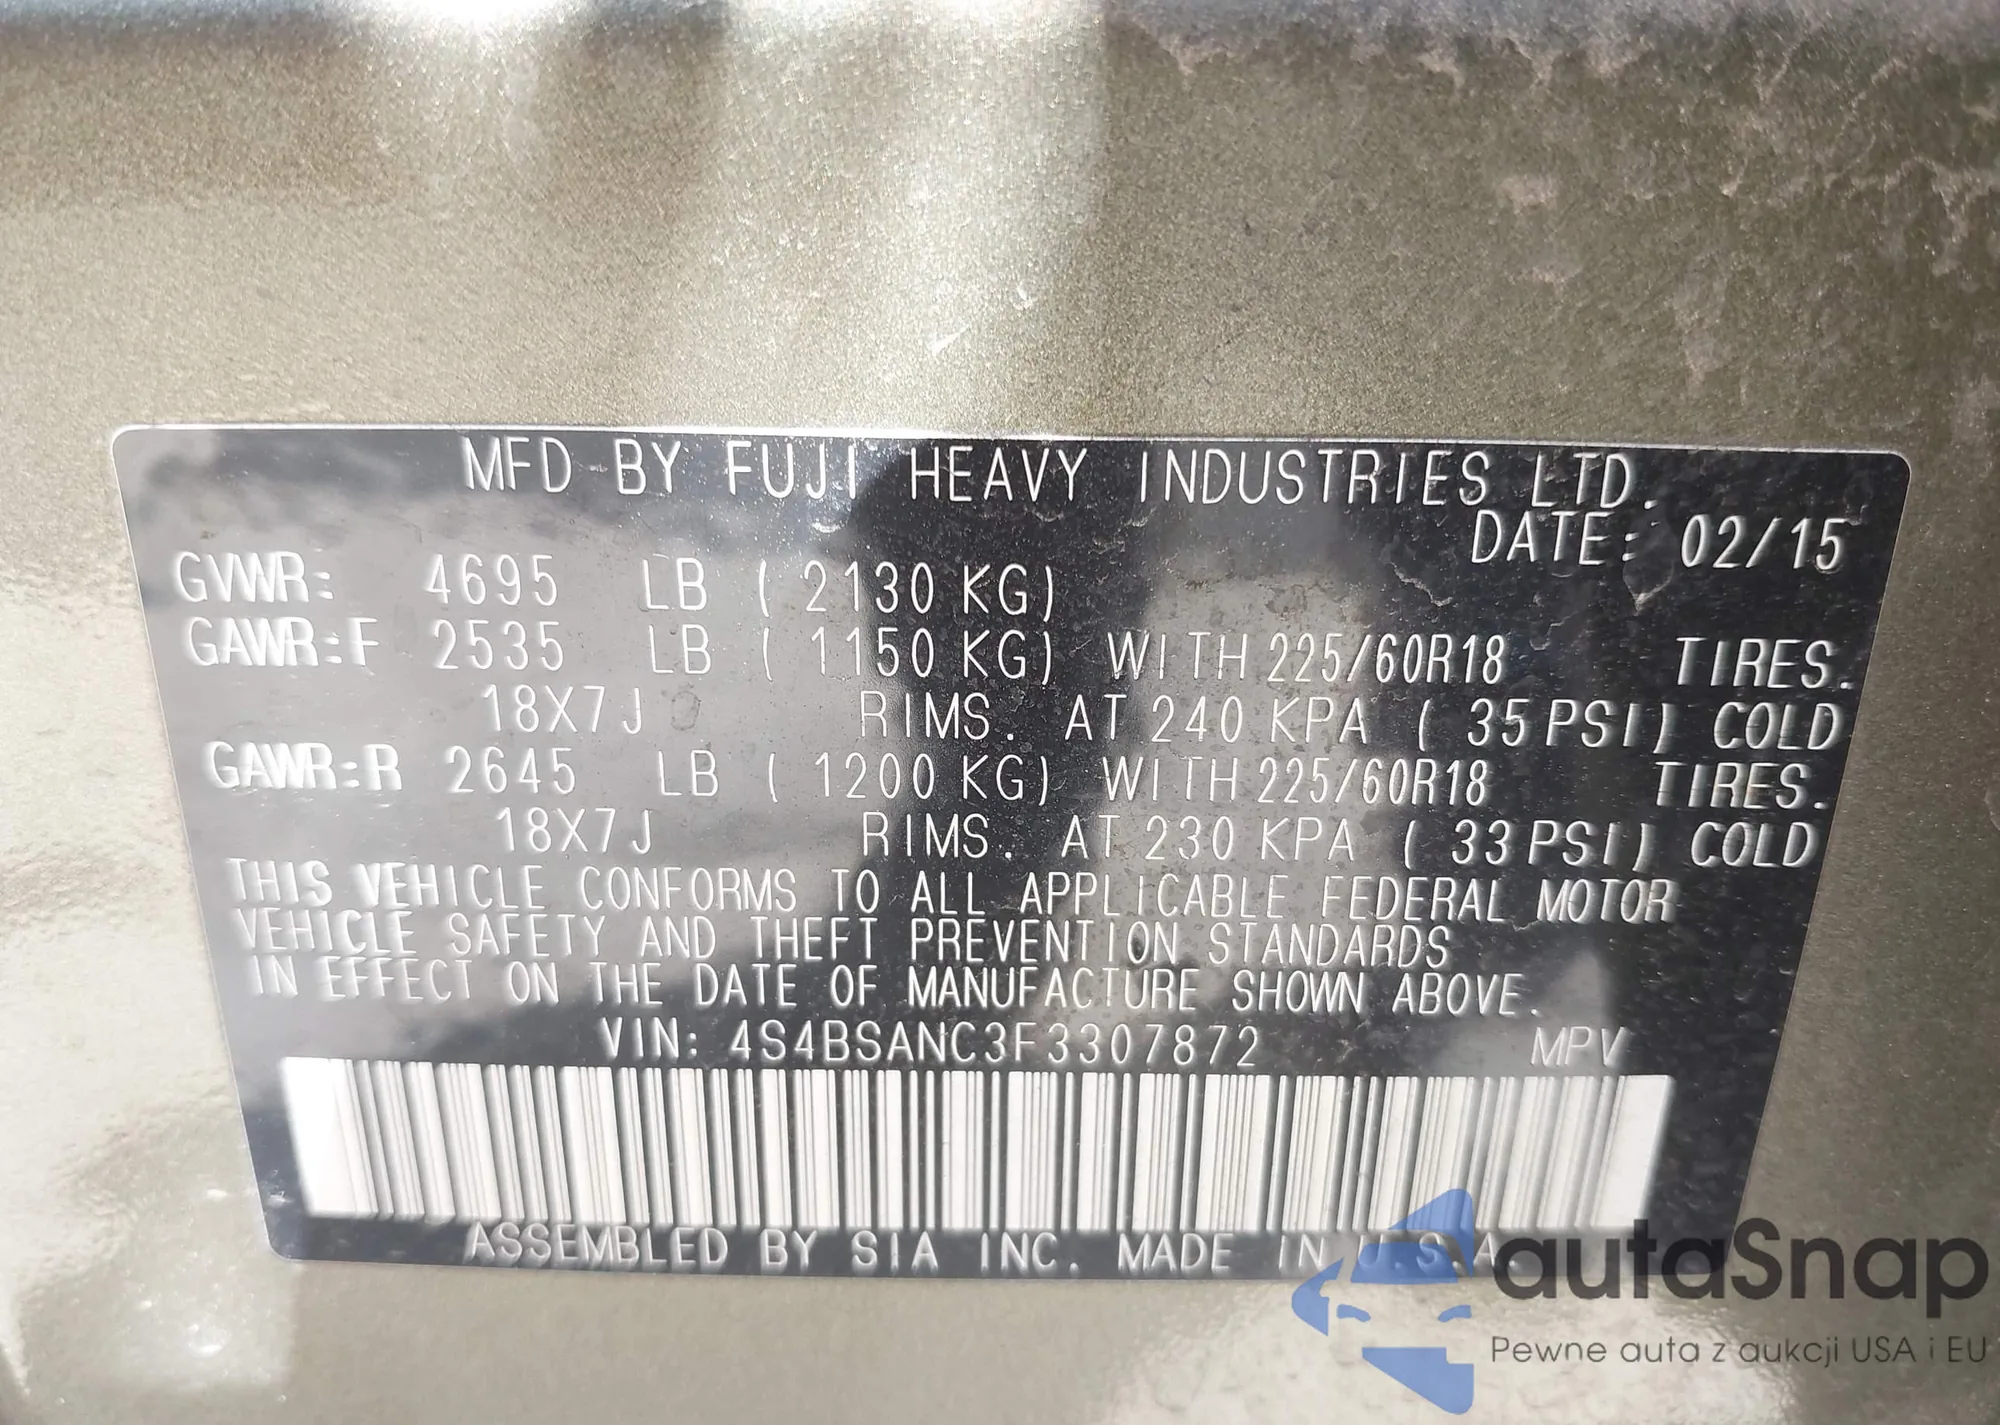 MFD BY FUJI HEAVY INDUSTRIES LTD.
DATE: 02/15
GVWR: 4695 LB ( 2130 KG)
GAWR:F 2535 LB ( 1150 KG) WITH 225/60R18 TIRES.
18X7J RIMS. AT 240 KPA ( 35 PSI) COLD
GAWR:R 2645 LB ( 1200 KG) WITH 225/60R18 TIRES.
18X7J RIMS. AT 230 KPA ( 33 PSI) COLD
THIS VEHICLE CONFORMS TO ALL APPLICABLE FEDERAL MOTOR
VEHICLE SAFETY AND THEFT PREVENTION STANDARDS
IN EFFECT ON THE DATE OF MANUFACTURE SHOWN ABOVE.
VIN: 4S4BSANC3F3307872 MPV
ASSEMBLED BY SIA INC. MADE IN U.S.A.
autaSnap
Pewne auta z aukcji USA i EU